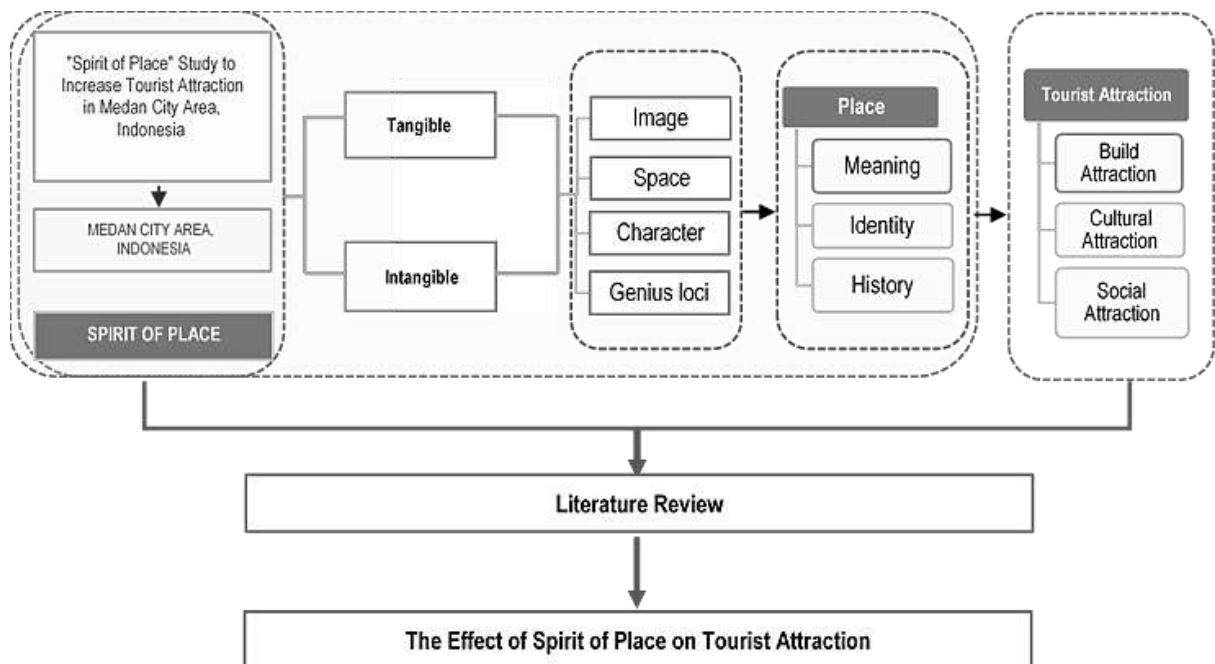 "Spirit of Place" Study to
Increase Tourist Attraction
in Medan City Area,
Indonesia
MEDAN CITY AREA,
INDONESIA
SPIRIT OF PLACE
Tangible
Intangible
Image
Space
Character
Genius loci
Place
Meaning
Identity
History
Tourist Attraction
Build
Attraction
Cultural
Attraction
Social
Attraction
Literature Review
The Effect of Spirit of Place on Tourist Attraction